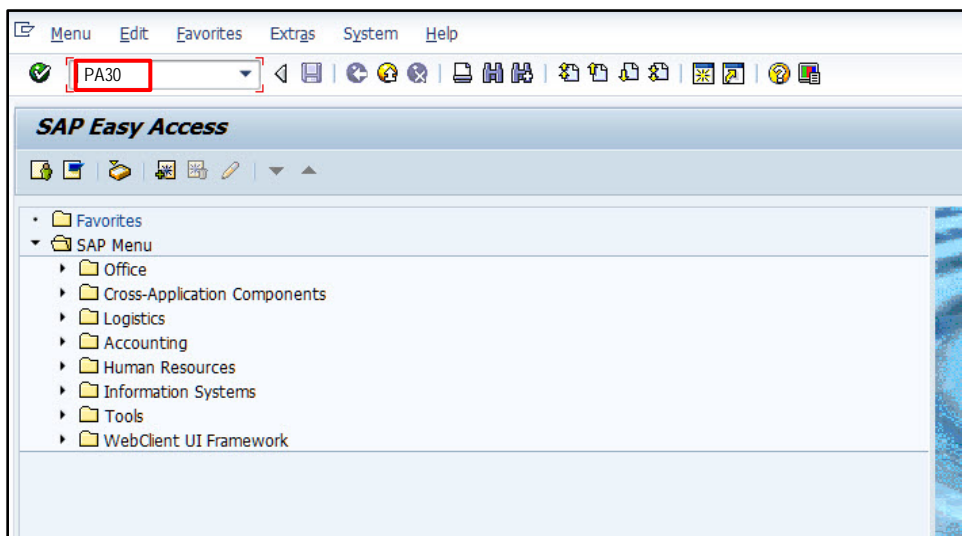 Menu Edit Favorites Extras System Help
PA30
SAP Easy Access
Favorites
SAP Menu
Office
Cross-Application Components
Logistics
Accounting
Human Resources
Information Systems
Tools
WebClient UI Framework